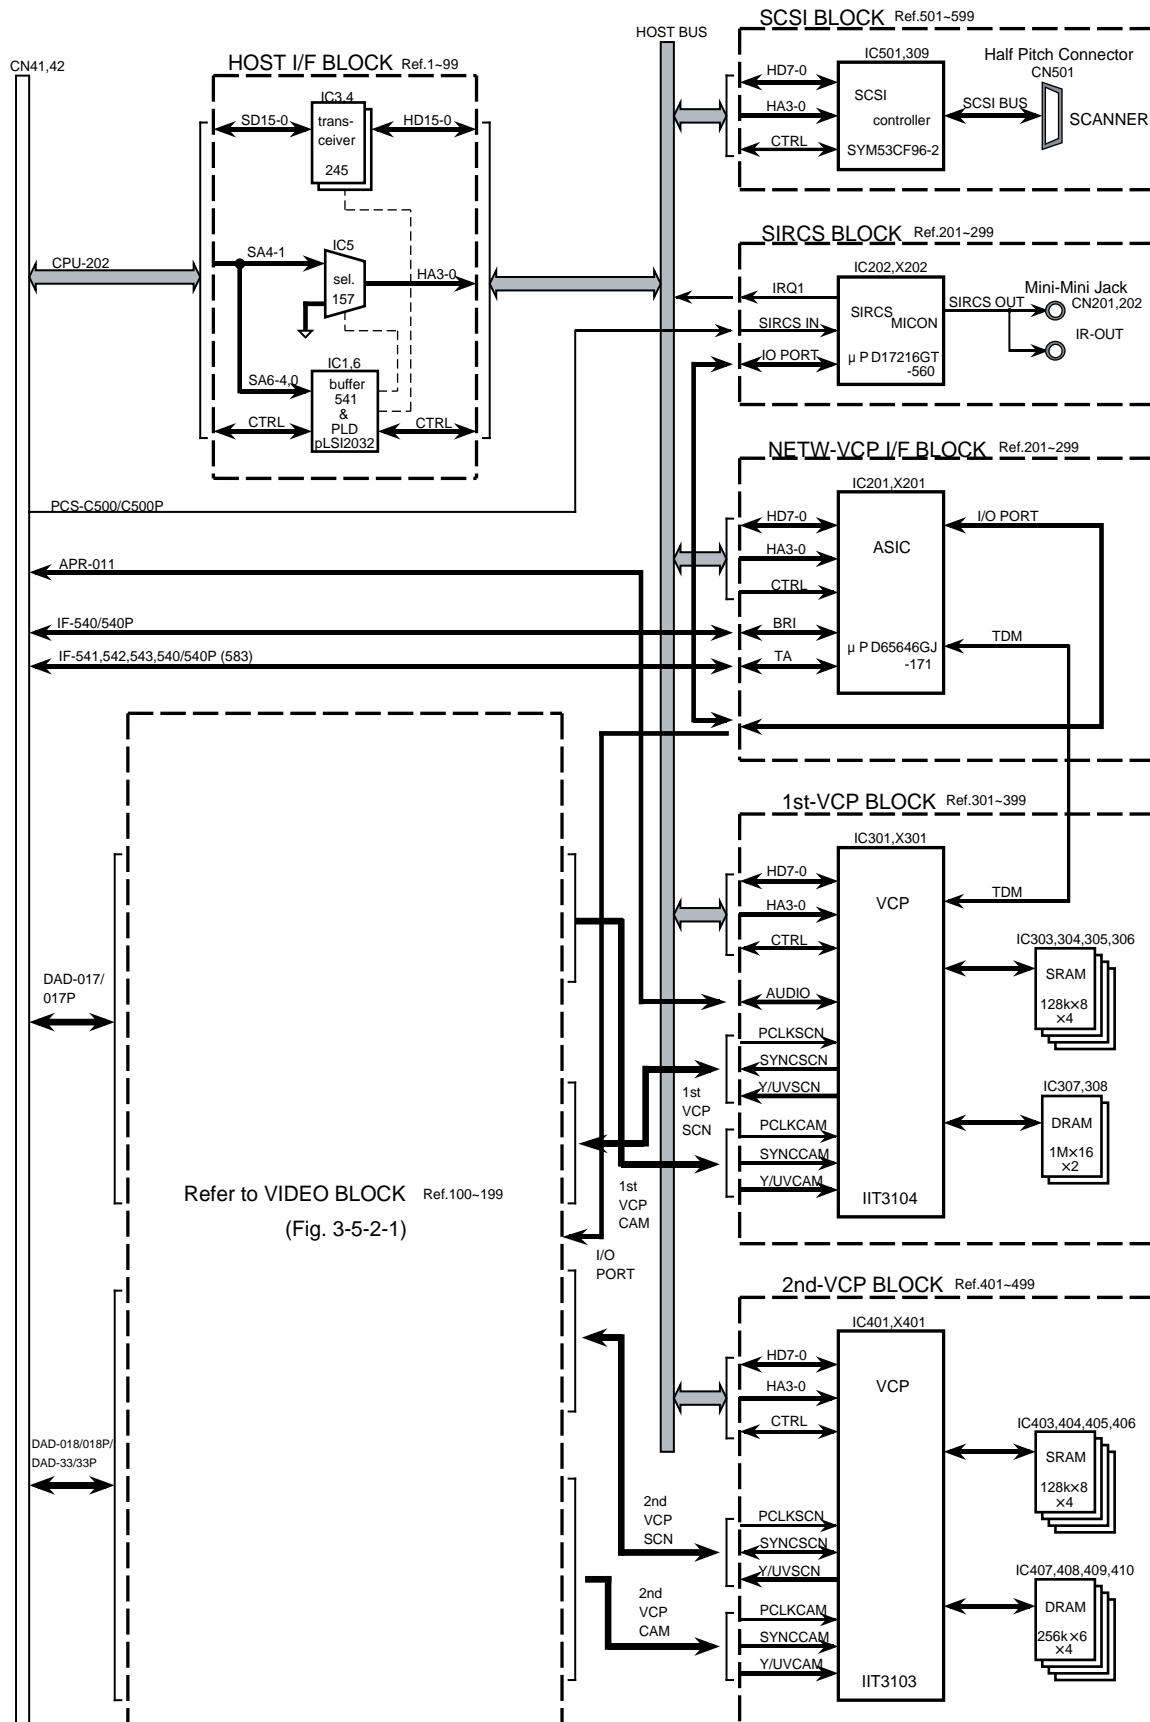 CN41,42
HOST I/F BLOCK Ref.1~99
IC3,4
trans-
ceiver
245
SD15-0
HD15-0
SA4-1
IC5
sel.
157
HA3-0
CPU-202
SA6-4,0
IC1,6
buffer
541
&
PLD
pLSI2032
CTRL
CTRL
HOST BUS
PCS-C500/C500P
APR-011
IF-540/540P
IF-541,542,543,540/540P (583)
SCSI BLOCK Ref.501~599
IC501,309
HD7-0
HA3-0
CTRL
SCSI
controller
SYM53CF96-2
SCSI BUS
Half Pitch Connector
CN501
SCANNER
SIRCS BLOCK Ref.201~299
IC202,X202
IRQ1
SIRCS IN
IO PORT
SIRCS
MICON
μ P D17216GT
-560
SIRCS OUT
Mini-Mini Jack
CN201,202
IR-OUT
NETW-VCP I/F BLOCK Ref.201~299
IC201,X201
HD7-0
HA3-0
CTRL
BRI
TA
ASIC
μ P D65646GJ
-171
I/O PORT
TDM
1st-VCP BLOCK Ref.301~399
IC301,X301
HD7-0
HA3-0
CTRL
AUDIO
PCLKSCN
SYNCSCN
Y/UVSCN
PCLKCAM
SYNCCAM
Y/UVCAM
VCP
IIT3104
TDM
IC303,304,305,306
SRAM
128k×8
×4
IC307,308
DRAM
1M×16
×2
DAD-017/
017P
Refer to VIDEO BLOCK Ref.100~199
(Fig. 3-5-2-1)
1st
VCP
SCN
1st
VCP
CAM
I/O
PORT
2nd-VCP BLOCK Ref.401~499
IC401,X401
HD7-0
HA3-0
CTRL
PCLKSCN
SYNCSCN
Y/UVSCN
PCLKCAM
SYNCCAM
Y/UVCAM
VCP
IIT3103
IC403,404,405,406
SRAM
128k×8
×4
IC407,408,409,410
DRAM
256k×6
×4
DAD-018/018P/
DAD-33/33P
2nd
VCP
SCN
2nd
VCP
CAM